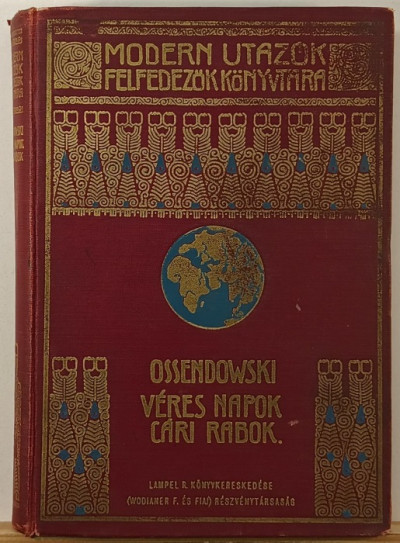 MODERN UTAZÓK
FELFEDEZŐK KÖNYVTÁRA
OSSENDOWSKI
VÉRES NAPOK
CÁRI RABOK.
LAMPEL R. KÖNYVKERESKEDÉSE
(WODIANER F. ÉS FIAI) RÉSZVÉNYTÁRSASÁG